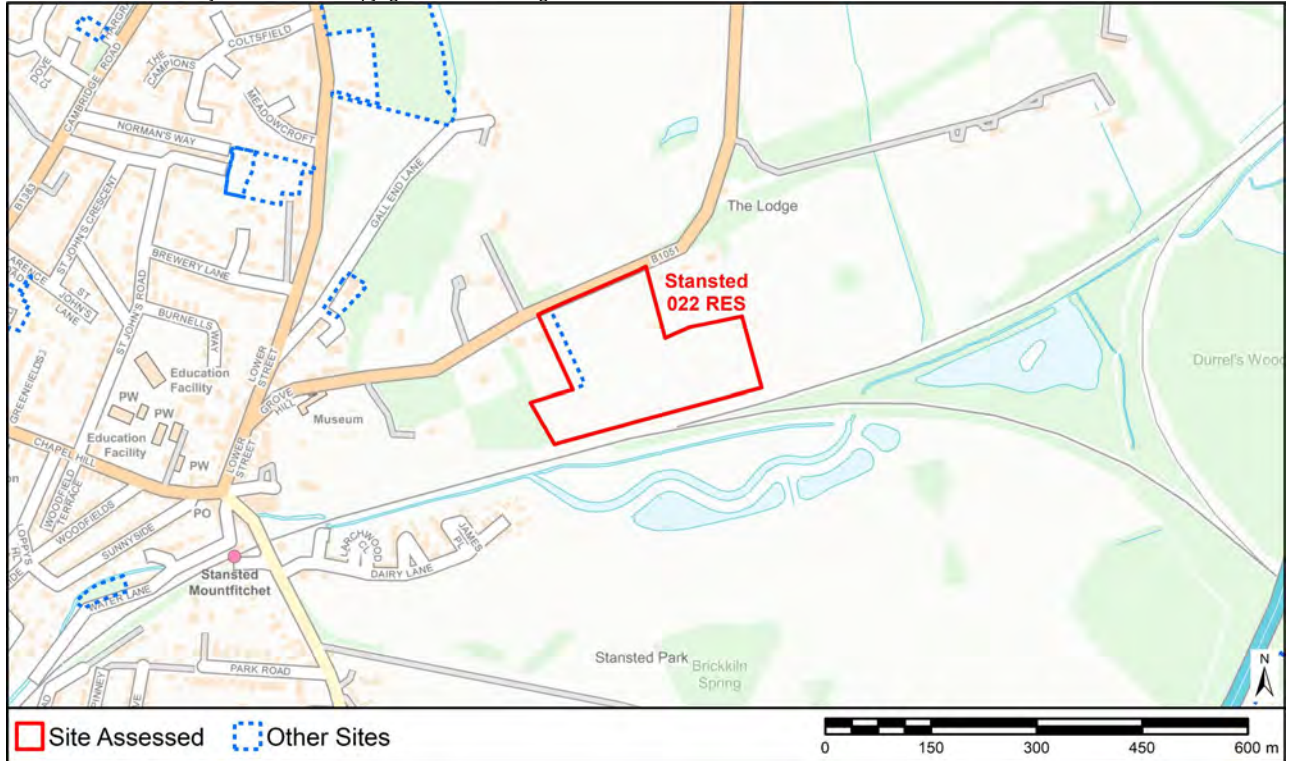 COLTSFIELD
THE
CAMPIONS
DOVE
CL
CAMBRIDGE ROAD
MEADOWCROFT
NORMAN'S WAY
B1383
ST JOHN'S CRESCENT
GALL END LANE
The Lodge
BREWERY LANE
B1051
Stansted
022 RES
ST
JOHN'S
LANE
ST JOHN'S ROAD
BURNELLS
WAY
LOWER
STREET
Durrel's Wood
GREENFIELDS
Education
Facility
PW
PW
GROVE
HILL
Museum
Education
Facility
CHAPEL HILL
PW
LOWER
STREET
WOODFIELD
TERRACE
WOODFIELDS
PO
SUNNYSIDE
LARCHWOOD
CL
JAMES
PL
DAIRY LANE
Stansted
Mountfitchet
WATER LANE
PARK ROAD
Stansted Park
Brickkiln
Spring
N
Site Assessed
Other Sites
0
150
300
450
600 m